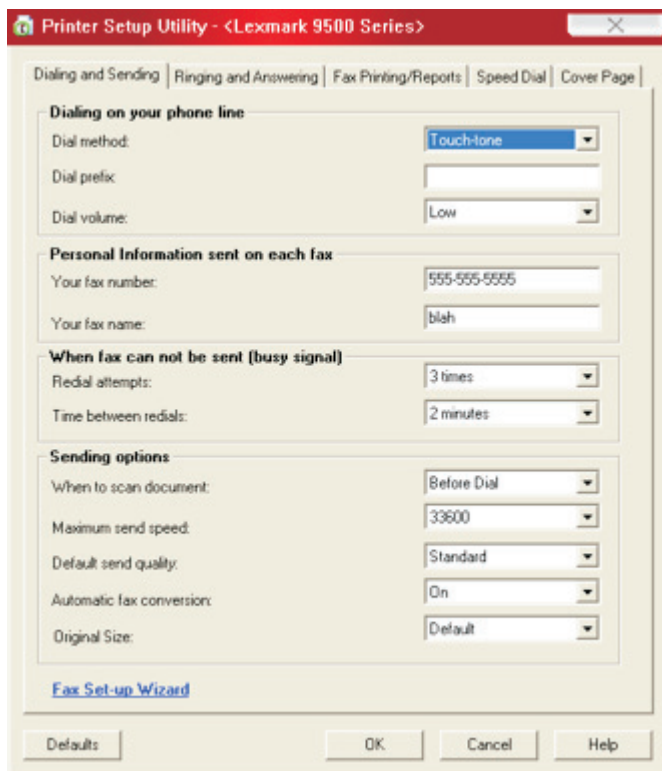 Printer Setup Utility - <Lexmark 9500 Series>
Dialing and Sending Ringing and Answering Fax Printing/Reports Speed Dial Cover Page
Dialing on your phone line
Dial method: Touch-tone
Dial prefix:
Dial volume: Low
Personal Information sent on each fax
Your fax number: 555-555-5555
Your fax name: blah
When fax can not be sent (busy signal)
Redial attempts: 3 times
Time between redials: 2 minutes
Sending options
When to scan document: Before Dial
Maximum send speed: 33600
Default send quality: Standard
Automatic fax conversion: On
Original Size: Default
Fax Set-up Wizard
Defaults OK Cancel Help